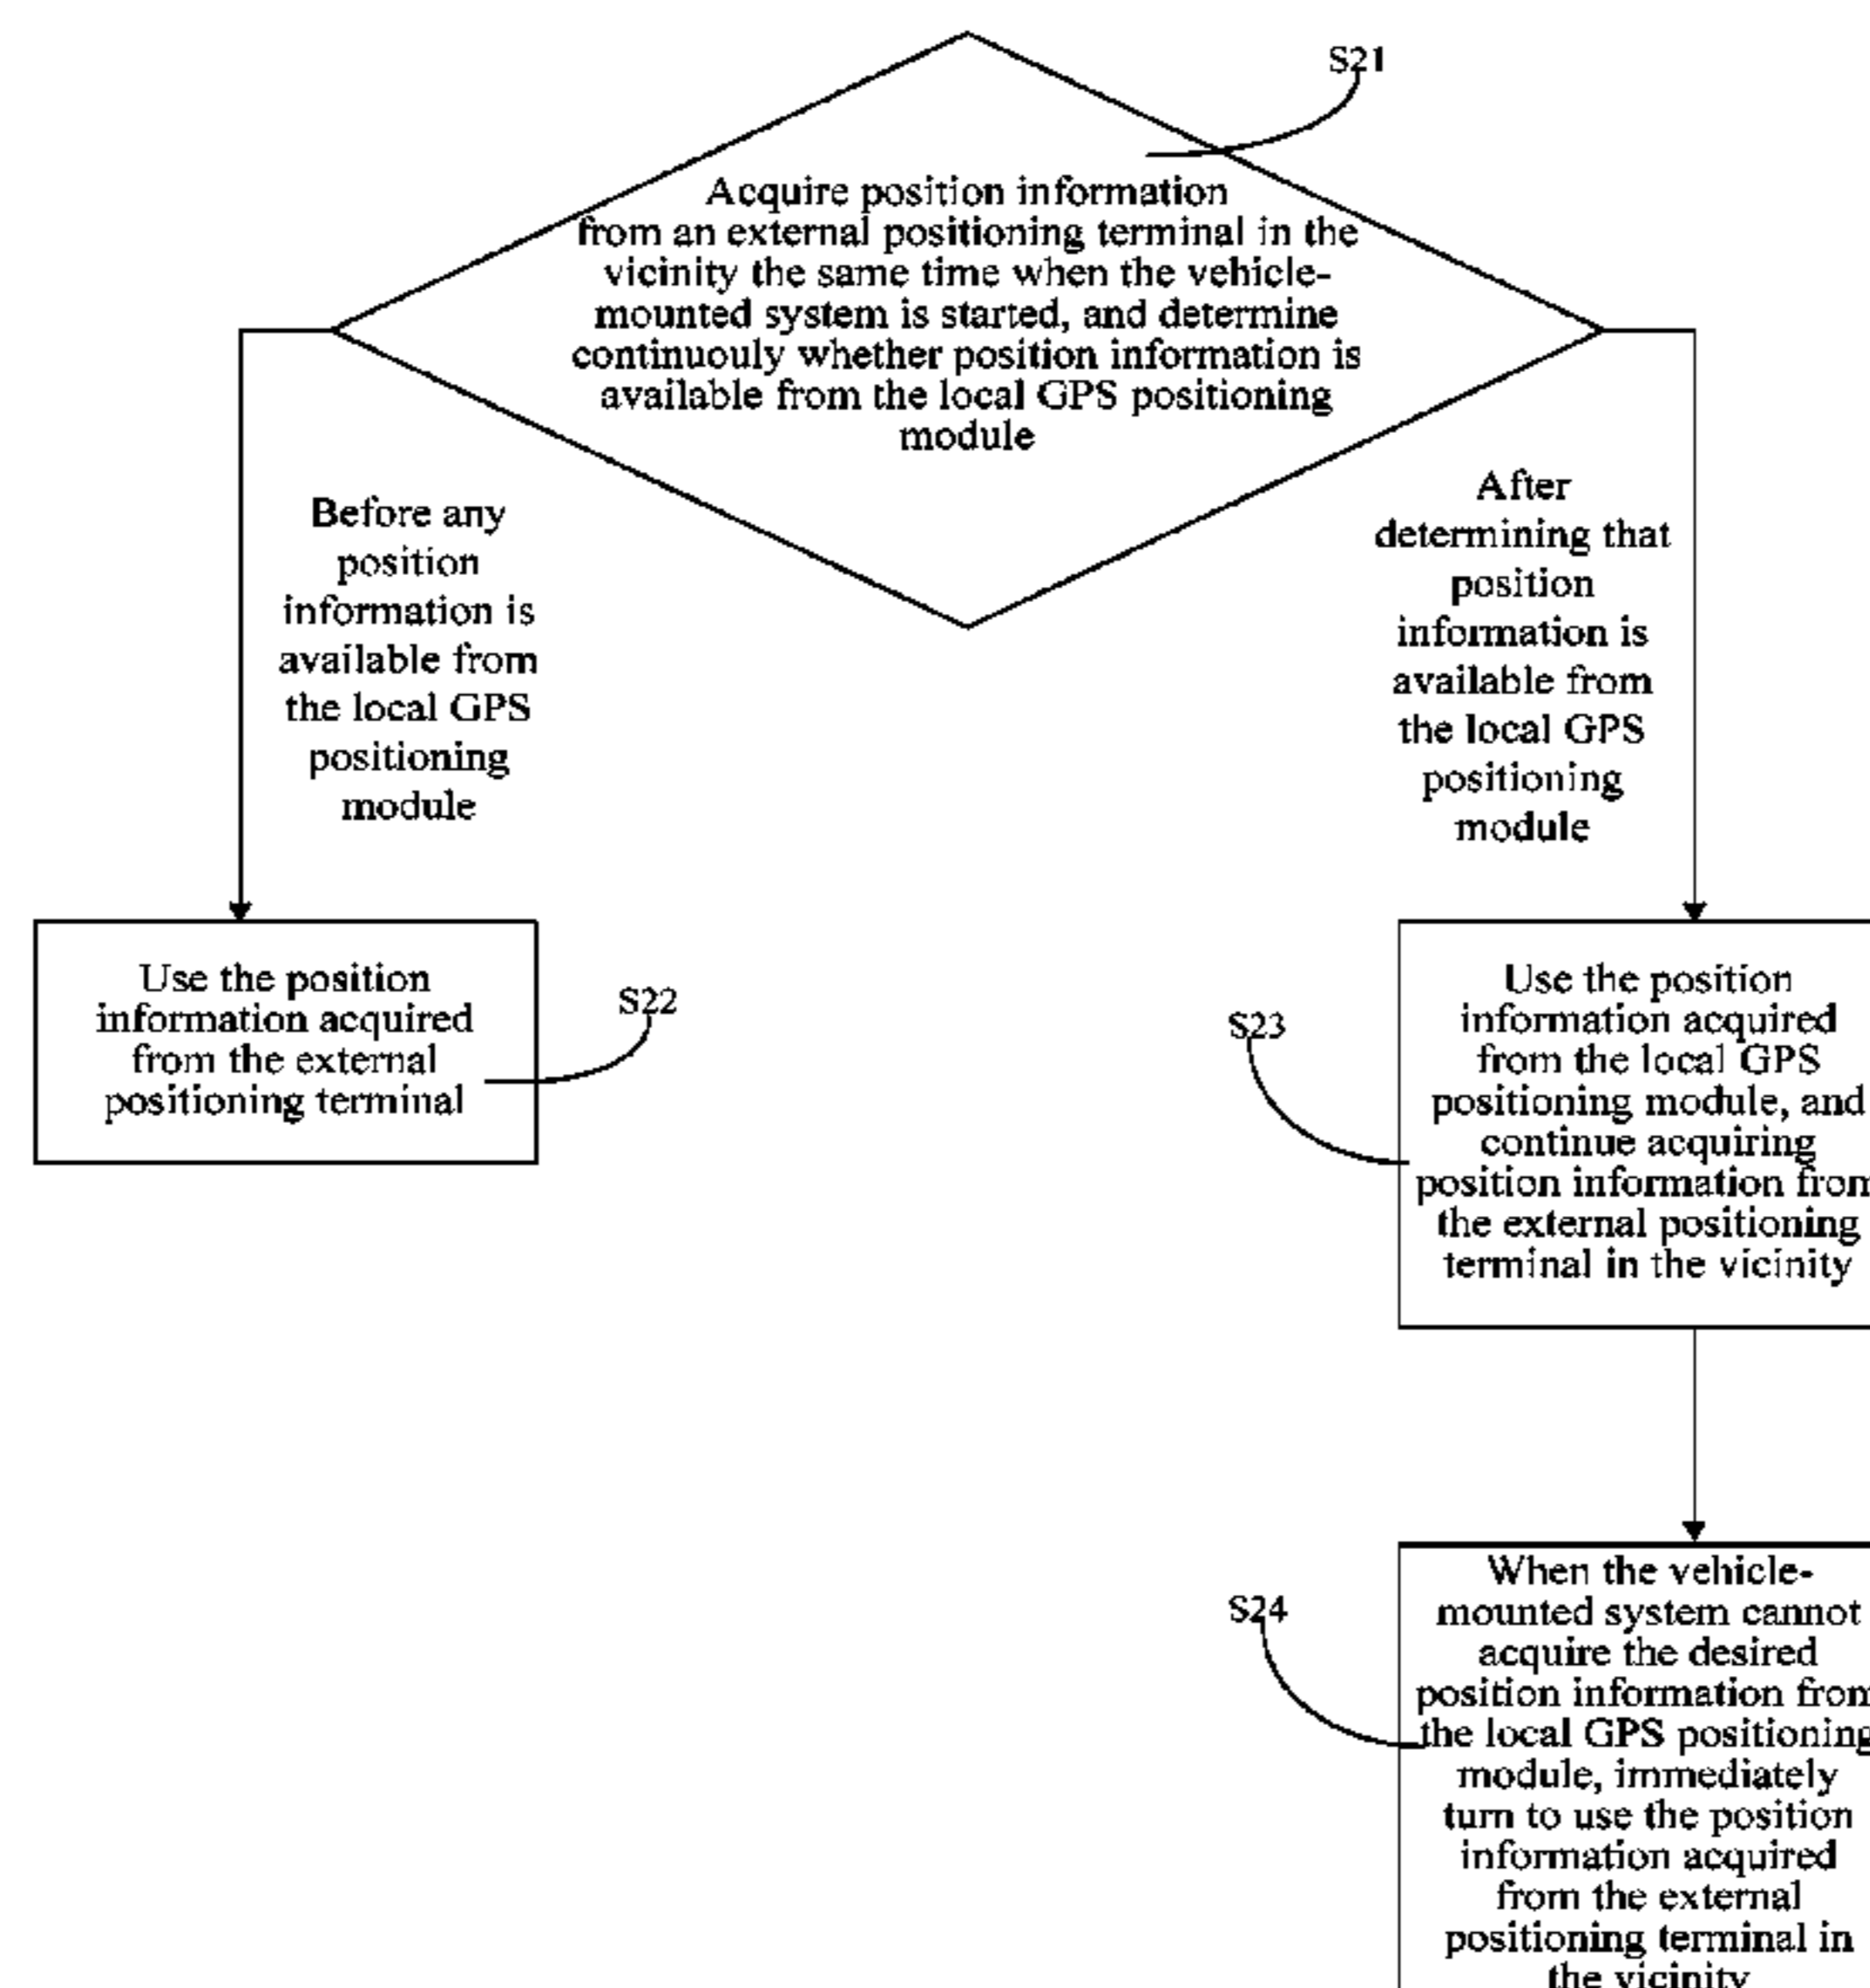 S21
Acquire position information
from an external positioning terminal in the
vicinity the same time when the vehicle-
mounted system is started, and determine
continouly whether position information is
available from the local GPS positioning
module
Before any
position
information is
available from
the local GPS
positioning
module
After
determining that
position
information is
available from
the local GPS
positioning
module
Use the position
information acquired
from the external
positioning terminal
S22
S23
Use the position
information acquired
from the local GPS
positioning module, and
continue acquiring
position information from
the external positioning
terminal in the vicinity
S24
When the vehicle-
mounted system cannot
acquire the desired
position information from
the local GPS positioning
module, immediately
turn to use the position
information acquired
from the external
positioning terminal in
the vicinity